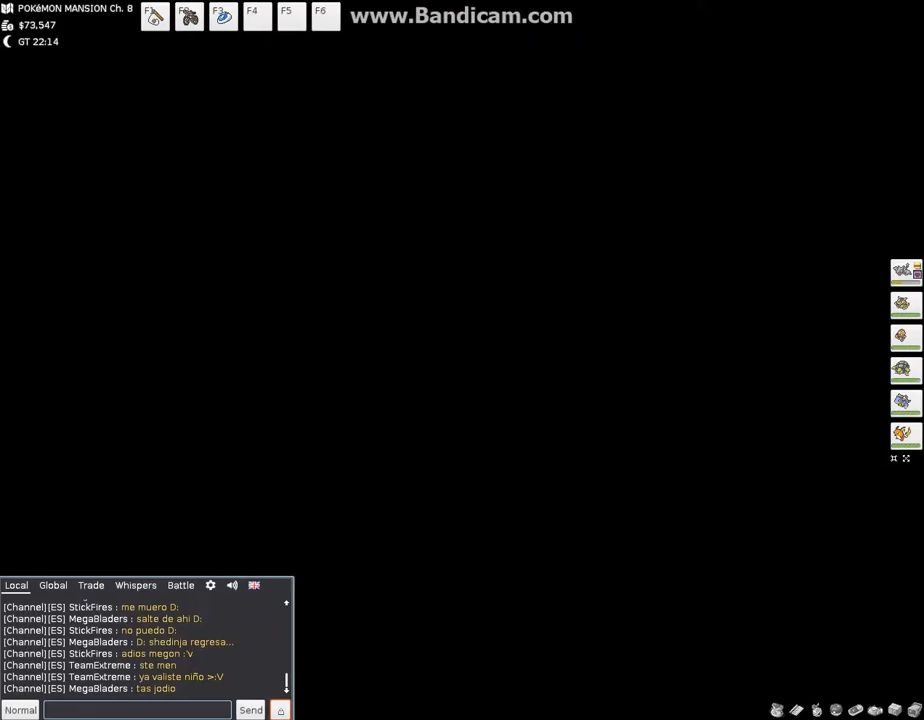 POKéMON MANSION Ch. 8
$73,547
GT 22:14
F1 F2 F3 F4 F5 F6
www.Bandicam.com
Local Global Trade Whispers Battle
[Channel][ES] StickFires : me muero D:
[Channel][ES] MegaBladers : salte de ahi D:
[Channel][ES] StickFires : no puedo D:
[Channel][ES] MegaBladers : D: shedinja regresa...
[Channel][ES] StickFires : adios megon :'v
[Channel][ES] TeamExtreme : ste men
[Channel][ES] TeamExtreme : ya valiste niño >:V
[Channel][ES] MegaBladers : tas jodio
Normal Send